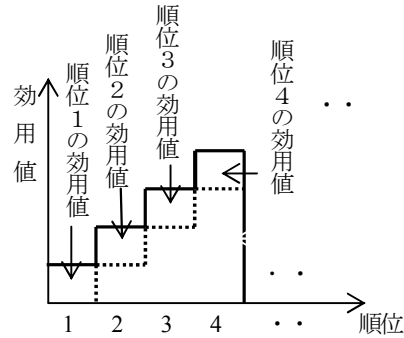 効用値
順位1の効用値
順位2の効用値
順位3の効用値
順位4の効用値
・・
・・
1 2 3 4 ・・ 順位